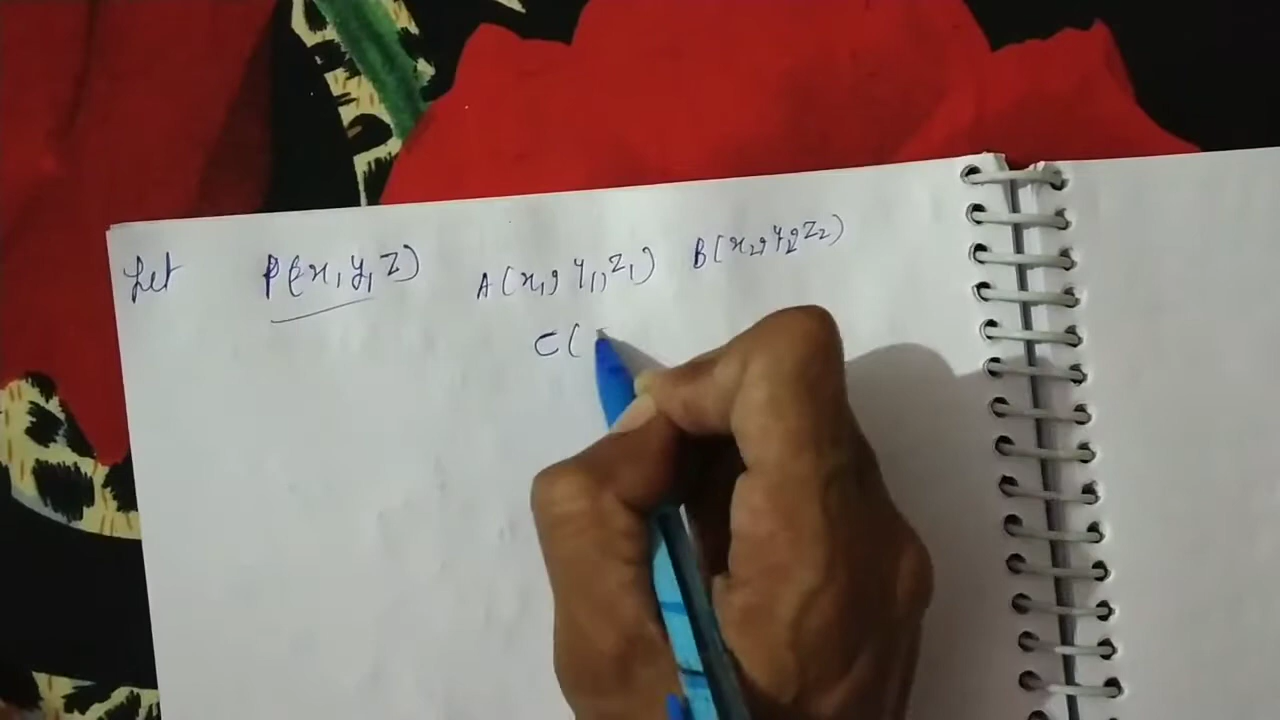 Let P(x, y, z) A(x₁, y₁, z₁) B(x₂, y₂, z₂)
C(